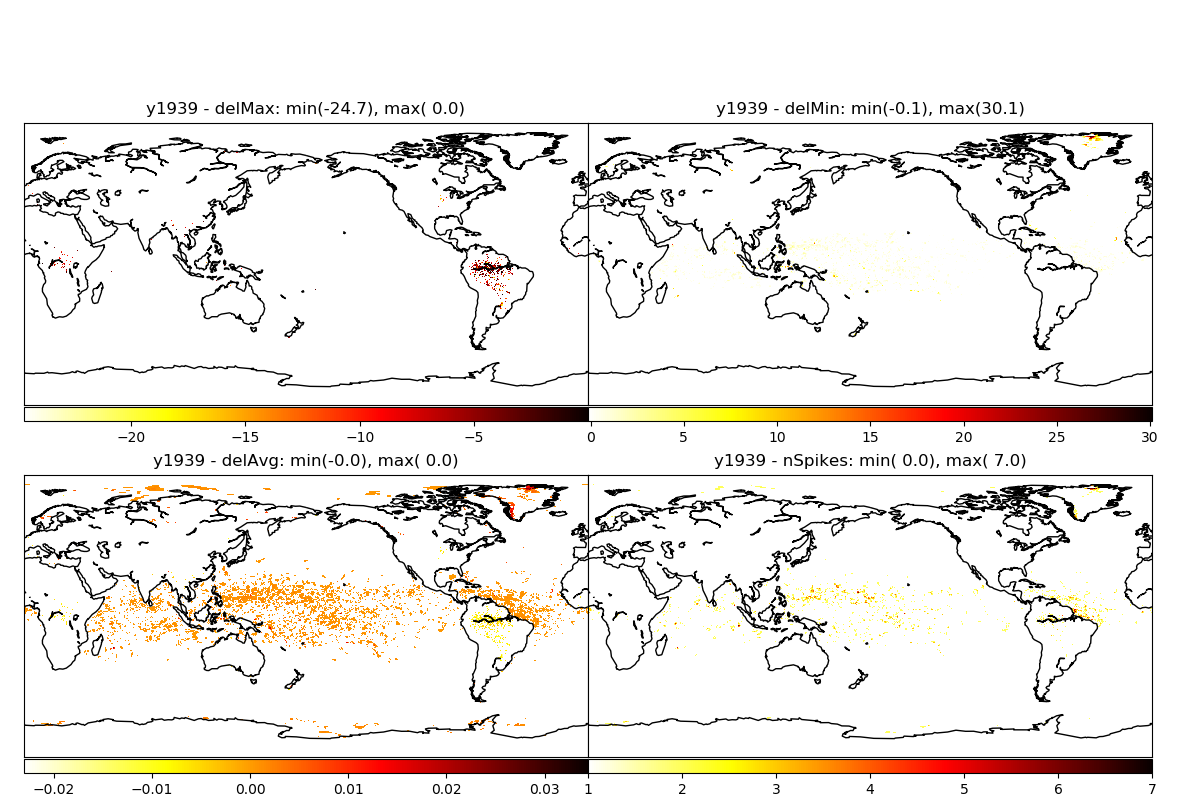 y1939 - delMax: min(-24.7), max( 0.0)
y1939 - delMin: min(-0.1), max(30.1)
−20 −15 −10 −5
0 5 10 15 20 25 30
y1939 - delAvg: min(-0.0), max( 0.0)
y1939 - nSpikes: min( 0.0), max( 7.0)
−0.02 −0.01 0.00 0.01 0.02 0.03
1 2 3 4 5 6 7